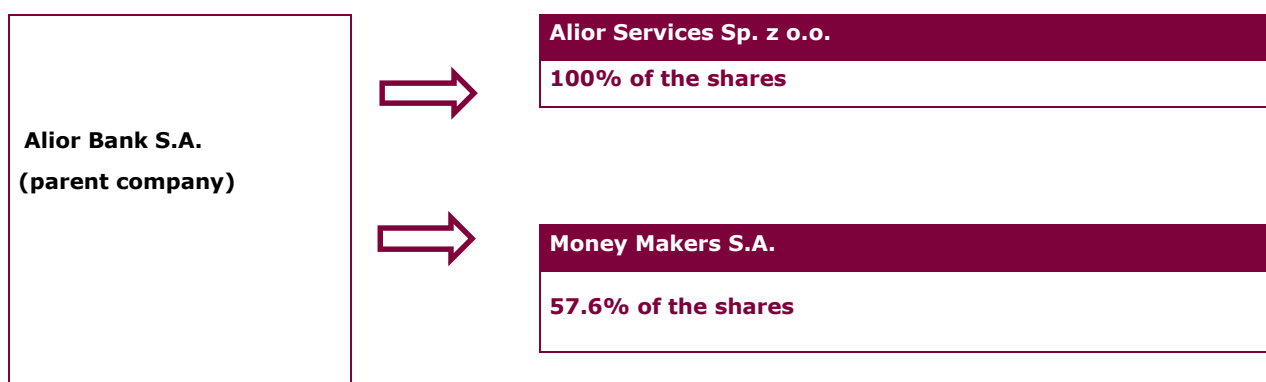 Alior Bank S.A.
(parent company)
Alior Services Sp. z o.o.
100% of the shares
Money Makers S.A.
57.6% of the shares